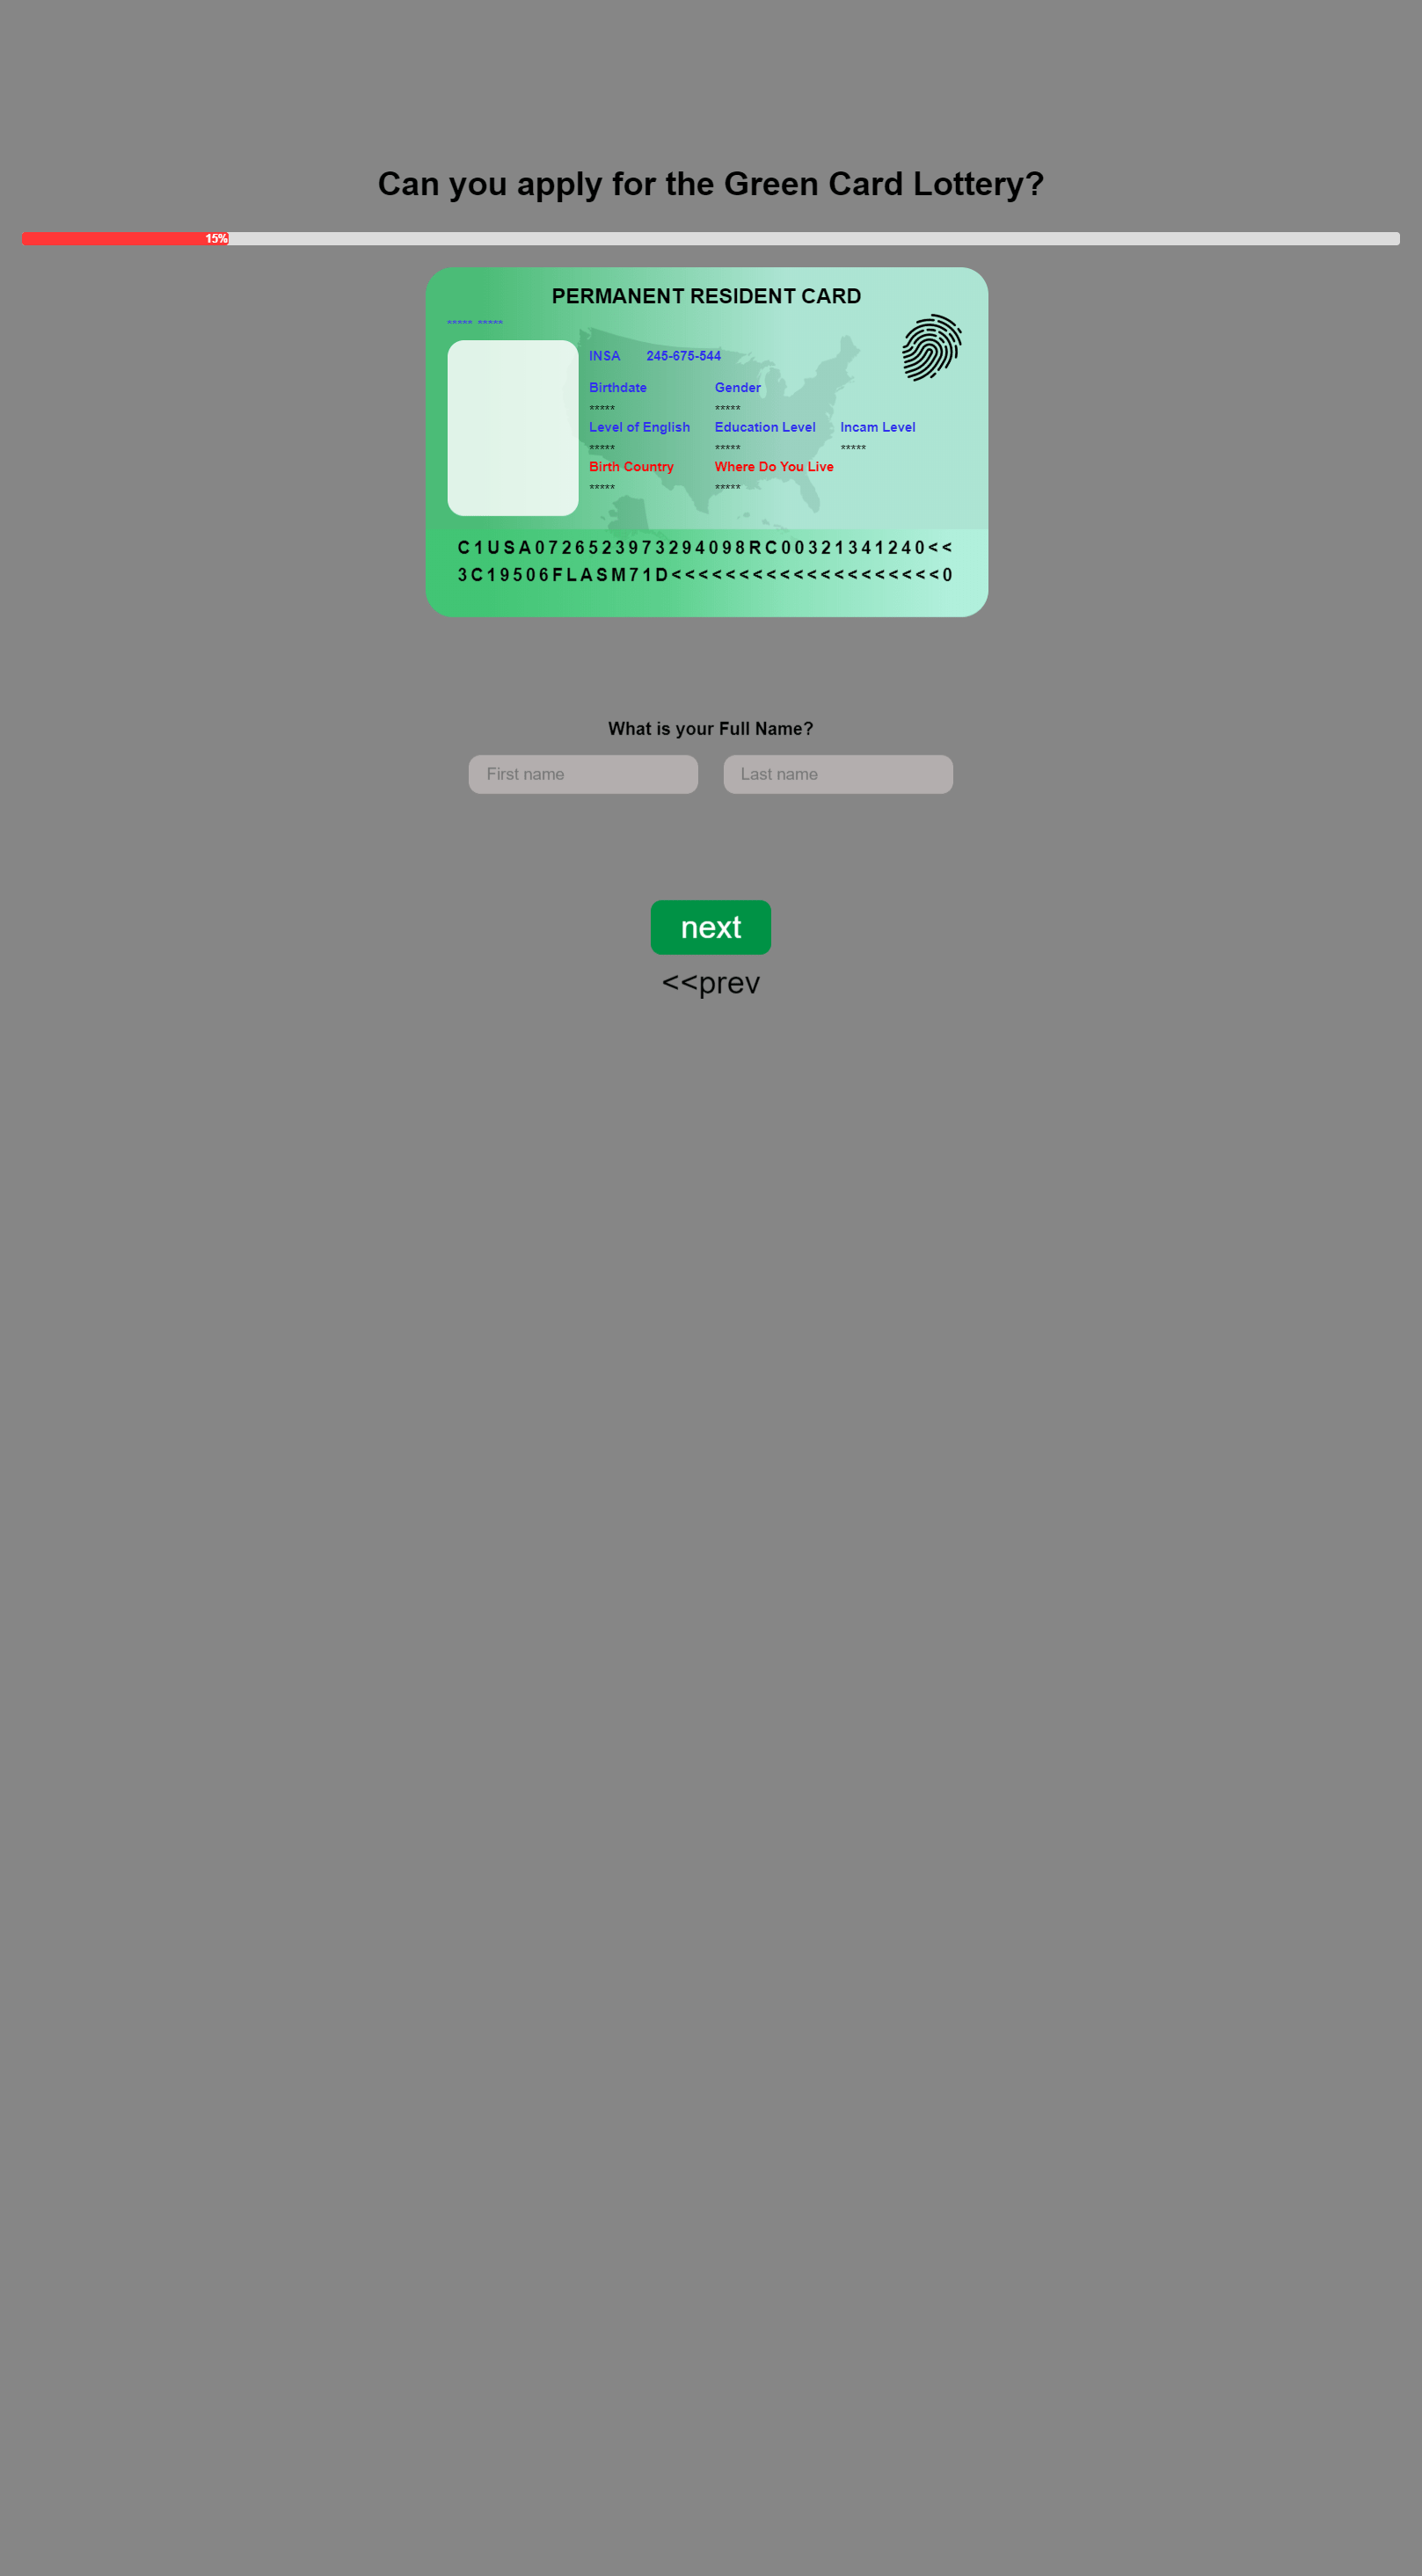 Can you apply for the Green Card Lottery?
15%
PERMANENT RESIDENT CARD
***** *****
INSA 245-675-544
Birthdate Gender
***** *****
Level of English Education Level Incam Level
***** ***** *****
Birth Country Where Do You Live
***** *****
C1USA0726523973294098RC00321341240<<
3C19506FLASM71D<<<<<<<<<<<<<<<<<<<<0
What is your Full Name?
First name Last name
next
<<prev